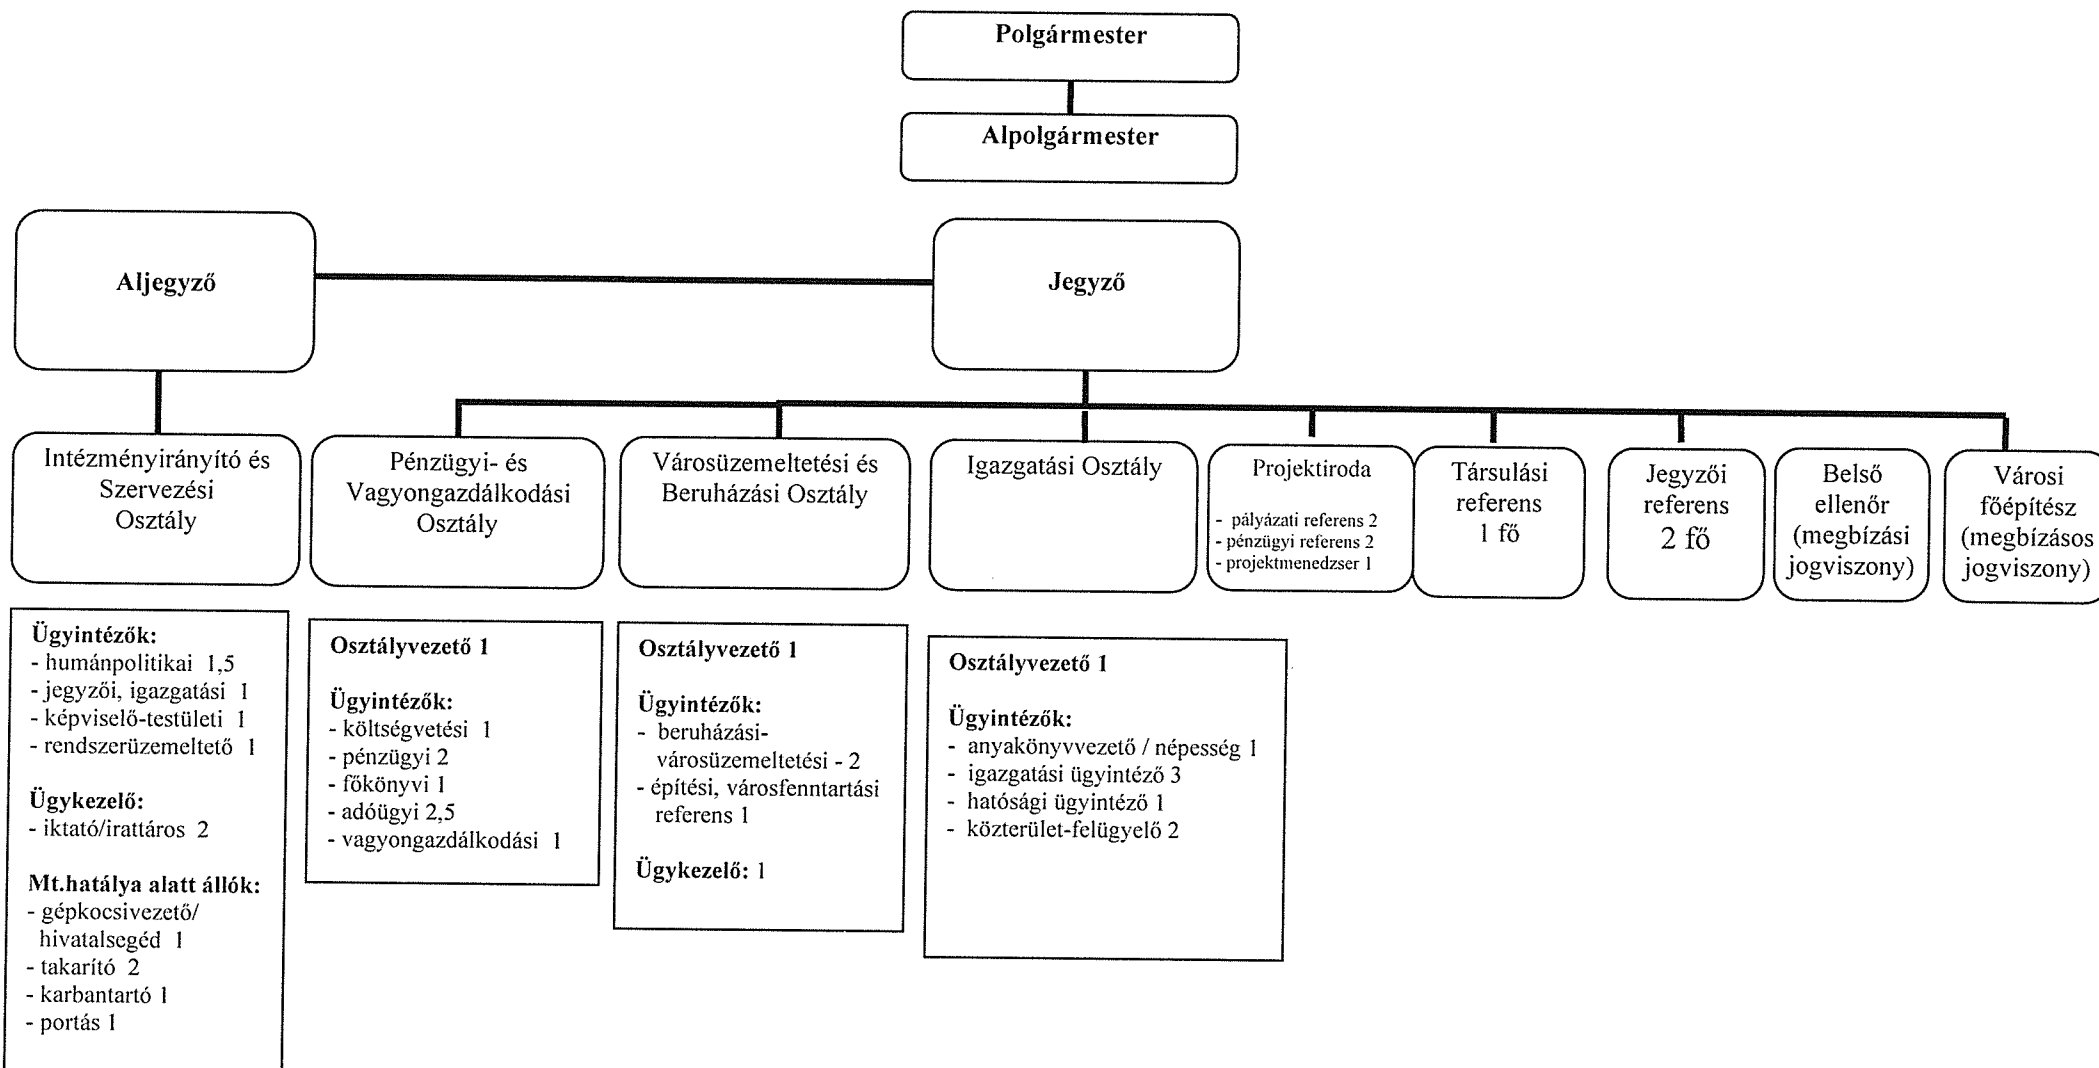 Polgármester
Alpolgármester
Aljegyző
Jegyző
Intézményirányító és
Szervezési
Osztály
Pénzügyi- és
Vagyongazdálkodási
Osztály
Városüzemeltetési és
Beruházási Osztály
Igazgatási Osztály
Projektiroda
- pályázati referens 2
- pénzügyi referens 2
- projektmenedzser 1
Társulási
referens
1 fő
Jegyzői
referens
2 fő
Belső
ellenőr
(megbízási
jogviszony)
Városi
főépítész
(megbízásos
jogviszony)
Ügyintézők:
- humánpolitikai 1,5
- jegyzői, igazgatási 1
- képviselő-testületi 1
- rendszerüzemeltető 1
Ügykezelő:
- iktató/irattáros 2
Mt.hatálya alatt állók:
- gépkocsivezető/
hivatalsegéd 1
- takarító 2
- karbantartó 1
- portás 1
Osztályvezető 1
Ügyintézők:
- költségvetési 1
- pénzügyi 2
- főkönyvi 1
- adóügyi 2,5
- vagyongazdálkodási 1
Osztályvezető 1
Ügyintézők:
- beruházási-
városüzemeltetési - 2
- építési, városfenntartási
referens 1
Ügykezelő: 1
Osztályvezető 1
Ügyintézők:
- anyakönyvvezető / népesség 1
- igazgatási ügyintéző 3
- hatósági ügyintéző 1
- közterület-felügyelő 2